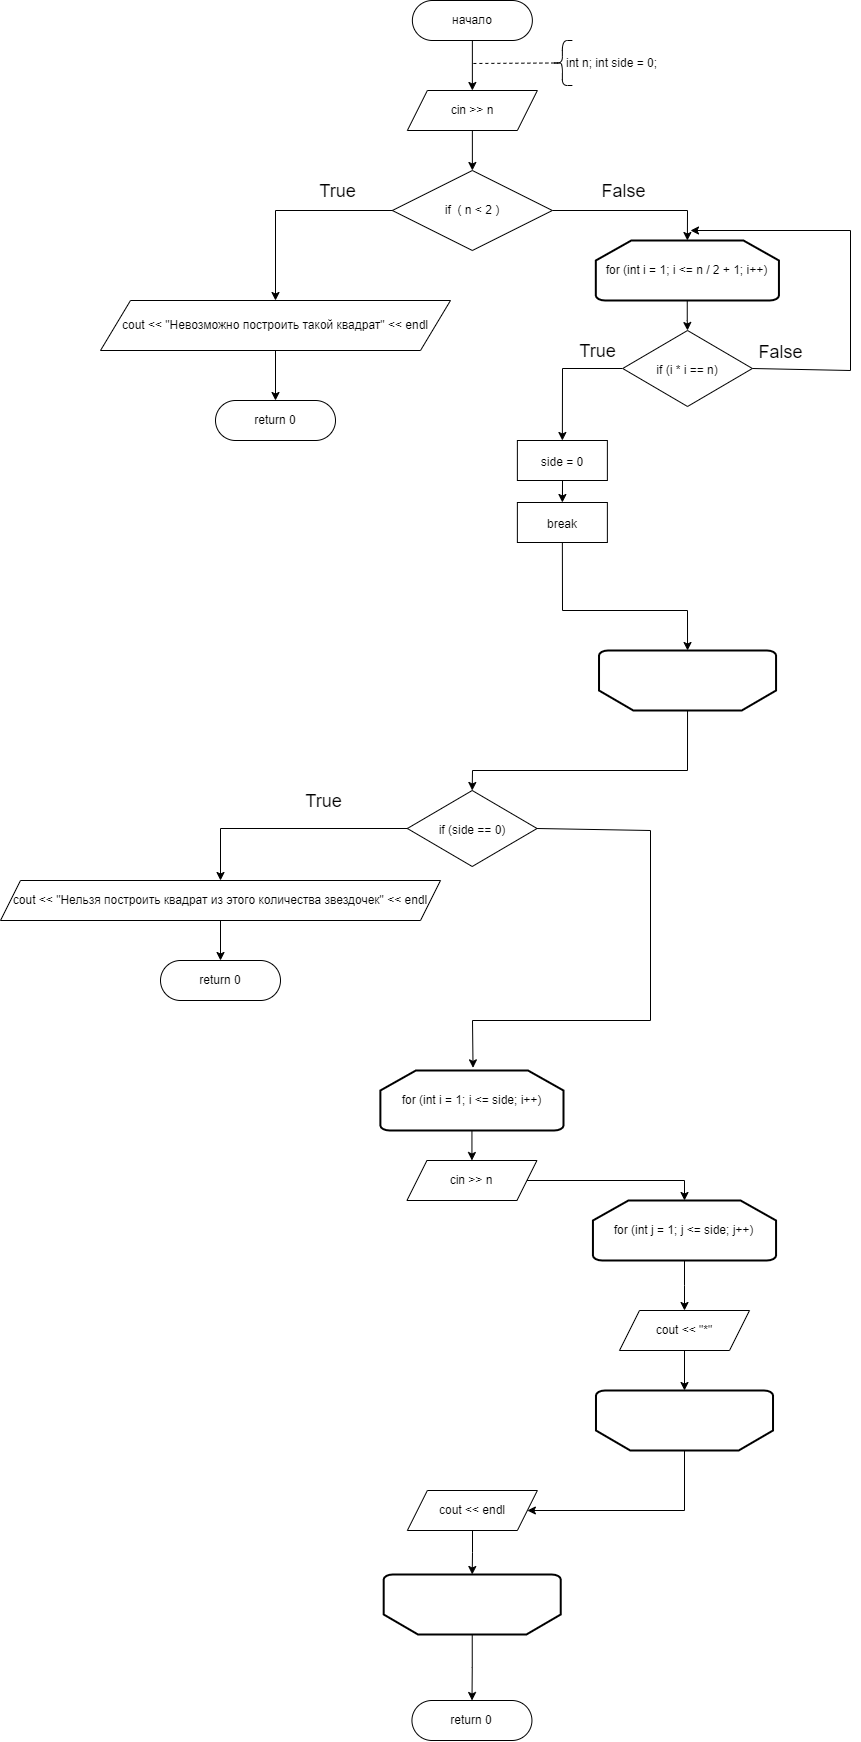 начало
int n; int side = 0;
cin >> n
True
False
if ( n < 2 )
for (int i = 1; i <= n / 2 + 1; i++)
cout << "Невозможно построить такой квадрат" << endl
True
False
if (i * i == n)
return 0
side = 0
break
True
if (side == 0)
cout << "Нельзя построить квадрат из этого количества звездочек" << endl
return 0
for (int i = 1; i <= side; i++)
cin >> n
for (int j = 1; j <= side; j++)
cout << "*"
cout << endl
return 0